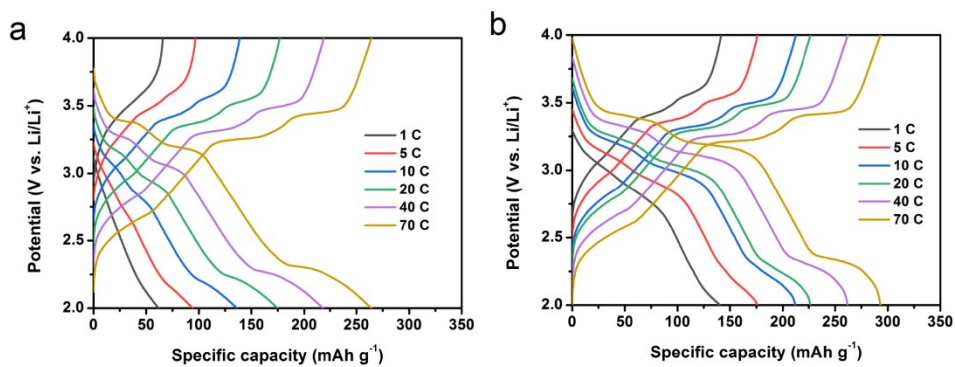 a
4.0
3.5
3.0
2.5
2.0
Potential (V vs. Li/Li⁺)
1 C
5 C
10 C
20 C
40 C
70 C
0 50 100 150 200 250 300 350
Specific capacity (mAh g⁻¹)
b
4.0
3.5
3.0
2.5
2.0
Potential (V vs. Li/Li⁺)
1 C
5 C
10 C
20 C
40 C
70 C
0 50 100 150 200 250 300 350
Specific capacity (mAh g⁻¹)